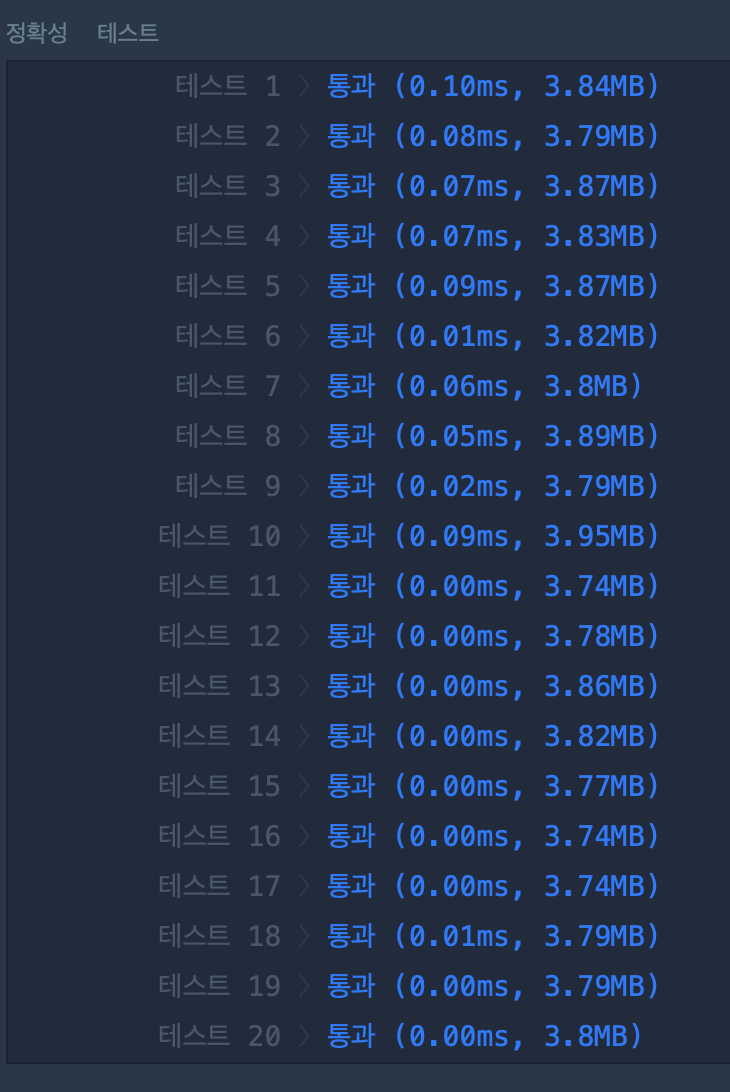 정확성  테스트
테스트 1 〉 통과 (0.10ms, 3.84MB)
테스트 2 〉 통과 (0.08ms, 3.79MB)
테스트 3 〉 통과 (0.07ms, 3.87MB)
테스트 4 〉 통과 (0.07ms, 3.83MB)
테스트 5 〉 통과 (0.09ms, 3.87MB)
테스트 6 〉 통과 (0.01ms, 3.82MB)
테스트 7 〉 통과 (0.06ms, 3.8MB)
테스트 8 〉 통과 (0.05ms, 3.89MB)
테스트 9 〉 통과 (0.02ms, 3.79MB)
테스트 10 〉 통과 (0.09ms, 3.95MB)
테스트 11 〉 통과 (0.00ms, 3.74MB)
테스트 12 〉 통과 (0.00ms, 3.78MB)
테스트 13 〉 통과 (0.00ms, 3.86MB)
테스트 14 〉 통과 (0.00ms, 3.82MB)
테스트 15 〉 통과 (0.00ms, 3.77MB)
테스트 16 〉 통과 (0.00ms, 3.74MB)
테스트 17 〉 통과 (0.00ms, 3.74MB)
테스트 18 〉 통과 (0.01ms, 3.79MB)
테스트 19 〉 통과 (0.00ms, 3.79MB)
테스트 20 〉 통과 (0.00ms, 3.8MB)